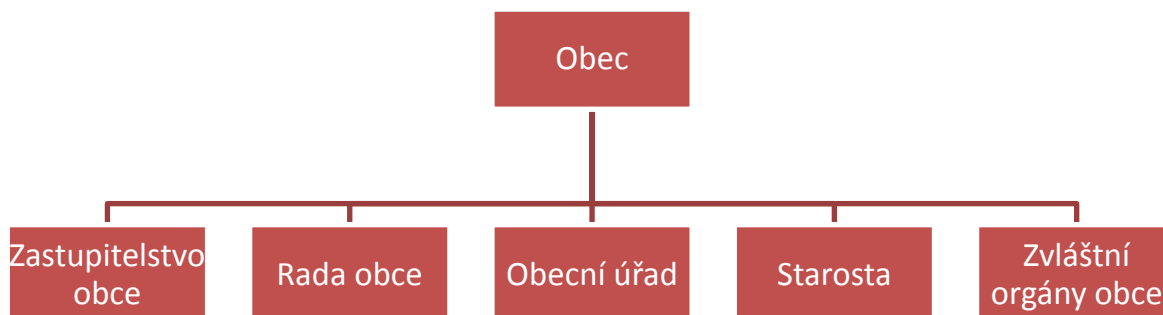 Obec
Zastupitelstvo
obce
Rada obce
Obecní úřad
Starosta
Zvláštní
orgány obce